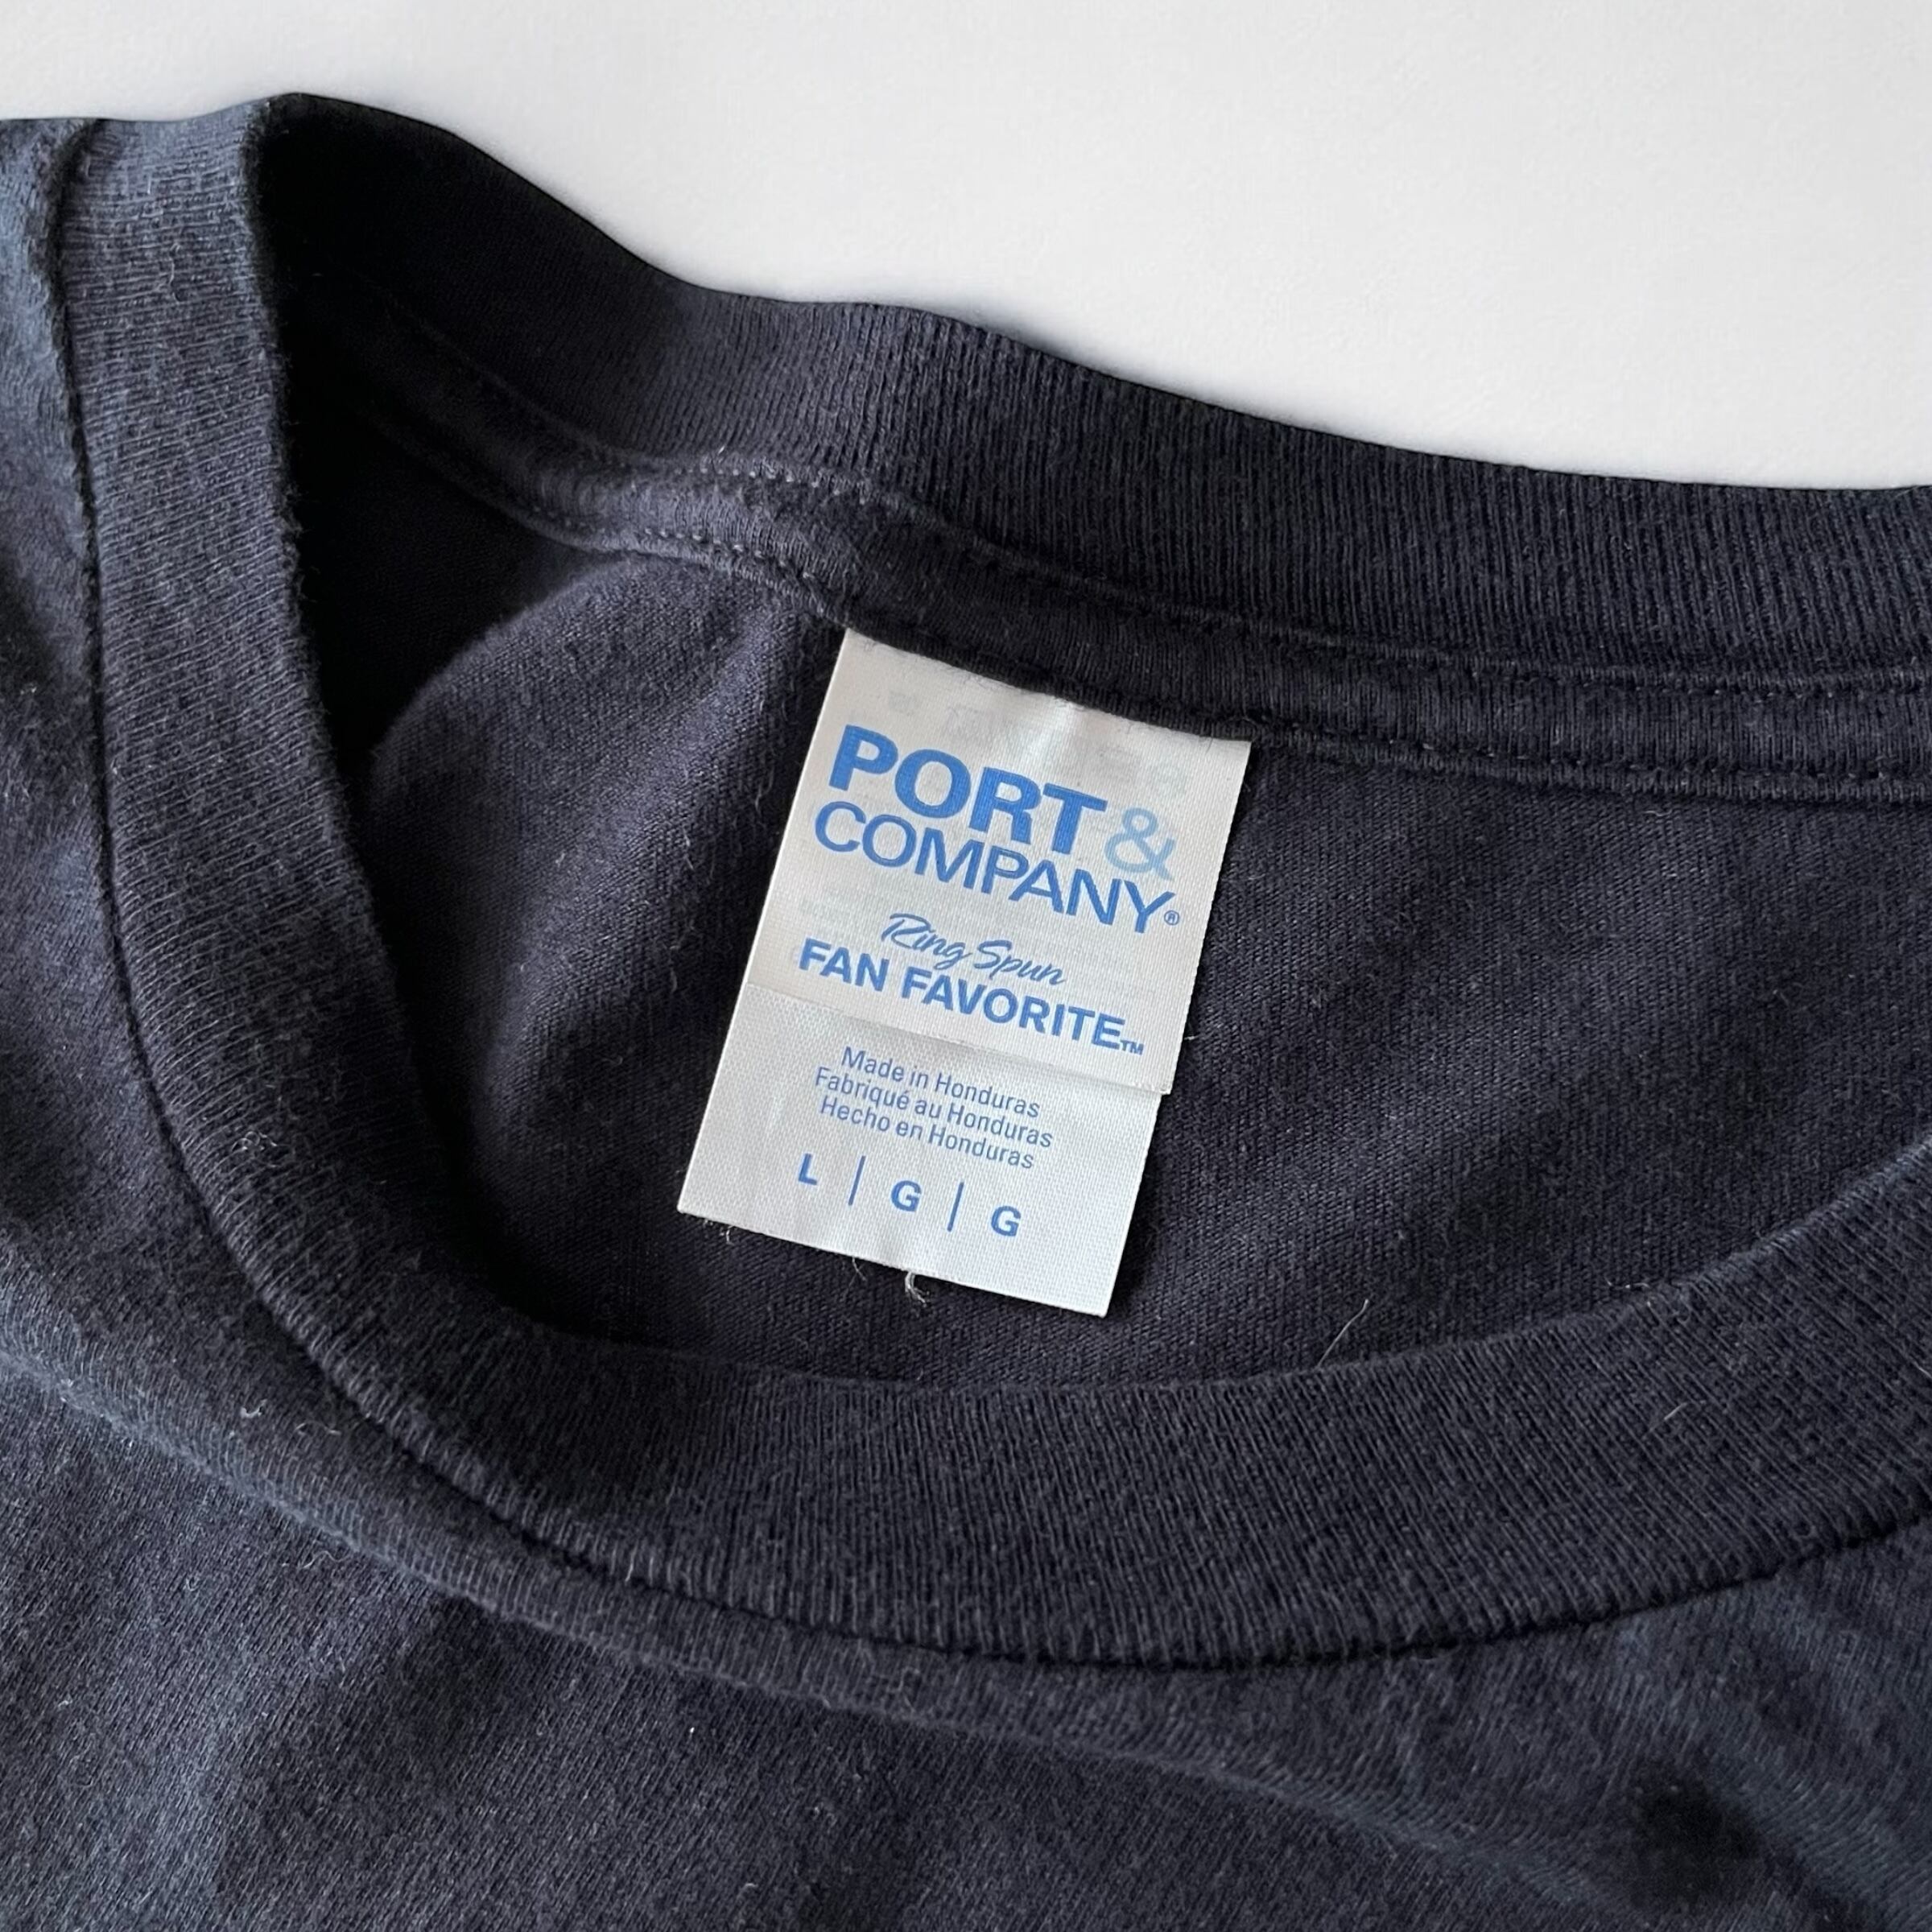 PORT &
COMPANY®
Ring Spun
FAN FAVORITE™
Made in Honduras
Fabriqué au Honduras
Hecho en Honduras
L | G | G